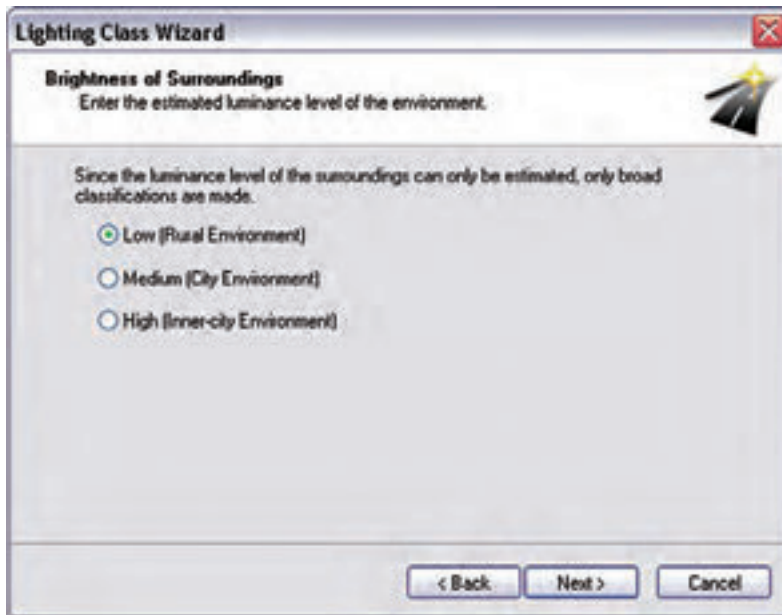 Lighting Class Wizard
Brightness of Surroundings
Enter the estimated luminance level of the environment.
Since the luminance level of the surroundings can only be estimated, only broad
classifications are made.
Low (Rural Environment)
Medium (City Environment)
High (Inner-city Environment)
< Back
Next >
Cancel